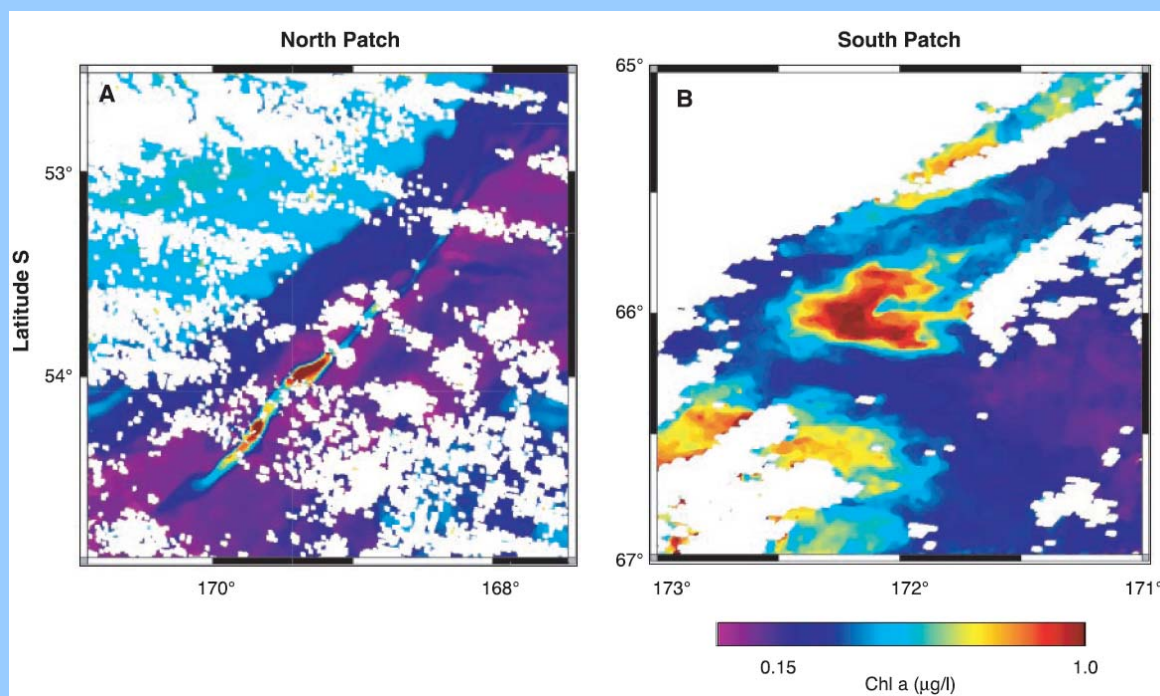 North Patch
South Patch
A
B
65°
53°
66°
54°
67°
Latitude S
170°
168°
173°
172°
171°
0.15
1.0
Chl a (µg/l)